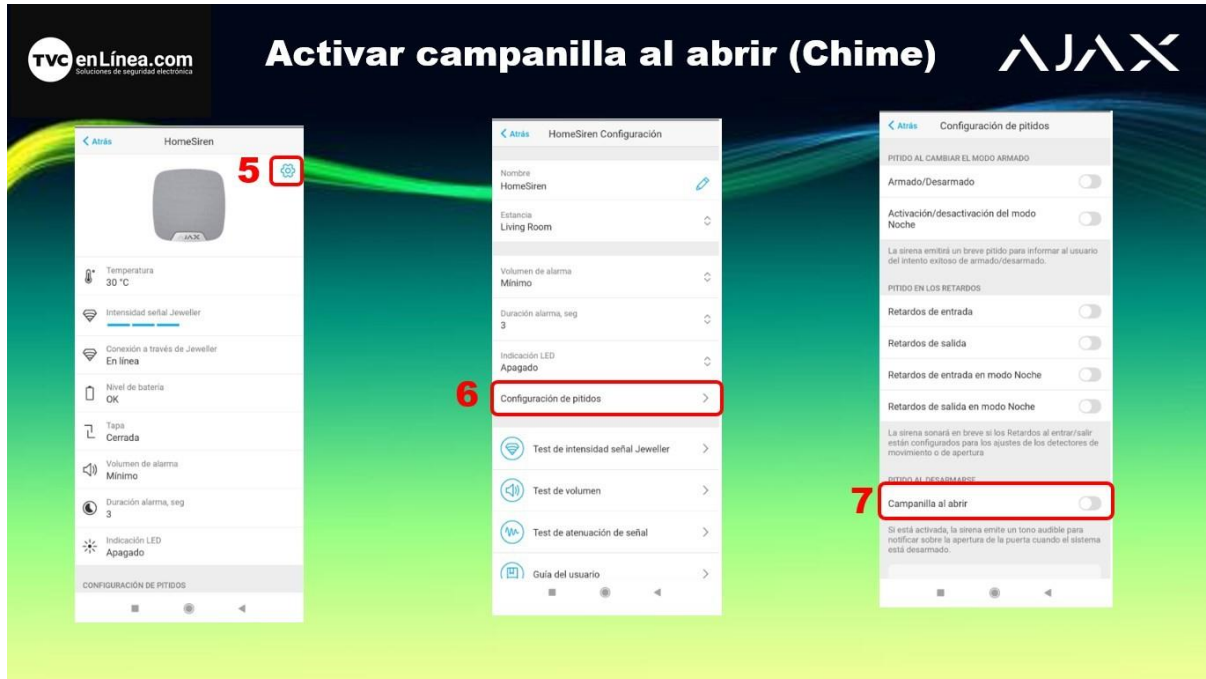 TVC enLínea.com
Soluciones de seguridad electrónica
Activar campanilla al abrir (Chime)
AJAX
Atrás HomeSiren
5
AJAX
Temperatura
30 °C
Intensidad señal Jeweller
Conexión a través de Jeweller
En línea
Nivel de batería
OK
Tapa
Cerrada
Volumen de alarma
Mínimo
Duración alarma, seg
3
Indicación LED
Apagado
CONFIGURACIÓN DE PITIDOS
Atrás HomeSiren Configuración
Nombre
HomeSiren
Estancia
Living Room
Volumen de alarma
Mínimo
Duración alarma, seg
3
Indicación LED
Apagado
6
Configuración de pitidos
Test de intensidad señal Jeweller
Test de volumen
Test de atenuación de señal
Guía del usuario
Atrás Configuración de pitidos
PITIDO AL CAMBIAR EL MODO ARMADO
Armado/Desarmado
Activación/desactivación del modo
Noche
La sirena emitirá un breve pitido para informar al usuario
del intento exitoso de armado/desarmado.
PITIDO EN LOS RETARDOS
Retardos de entrada
Retardos de salida
Retardos de entrada en modo Noche
Retardos de salida en modo Noche
La sirena sonará en breve si los Retardos al entrar/salir
están configurados para los ajustes de los detectores de
movimiento o de apertura
PITIDO AL DESARMARSE
7
Campanilla al abrir
Si está activada, la sirena emite un tono audible para
notificar sobre la apertura de la puerta cuando el sistema
está desarmado.